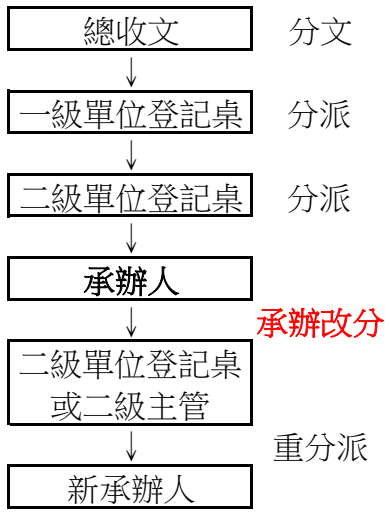 總收文 分文
一級單位登記桌 分派
二級單位登記桌 分派
承辦人
承辦改分
二級單位登記桌
或二級主管
重分派
新承辦人